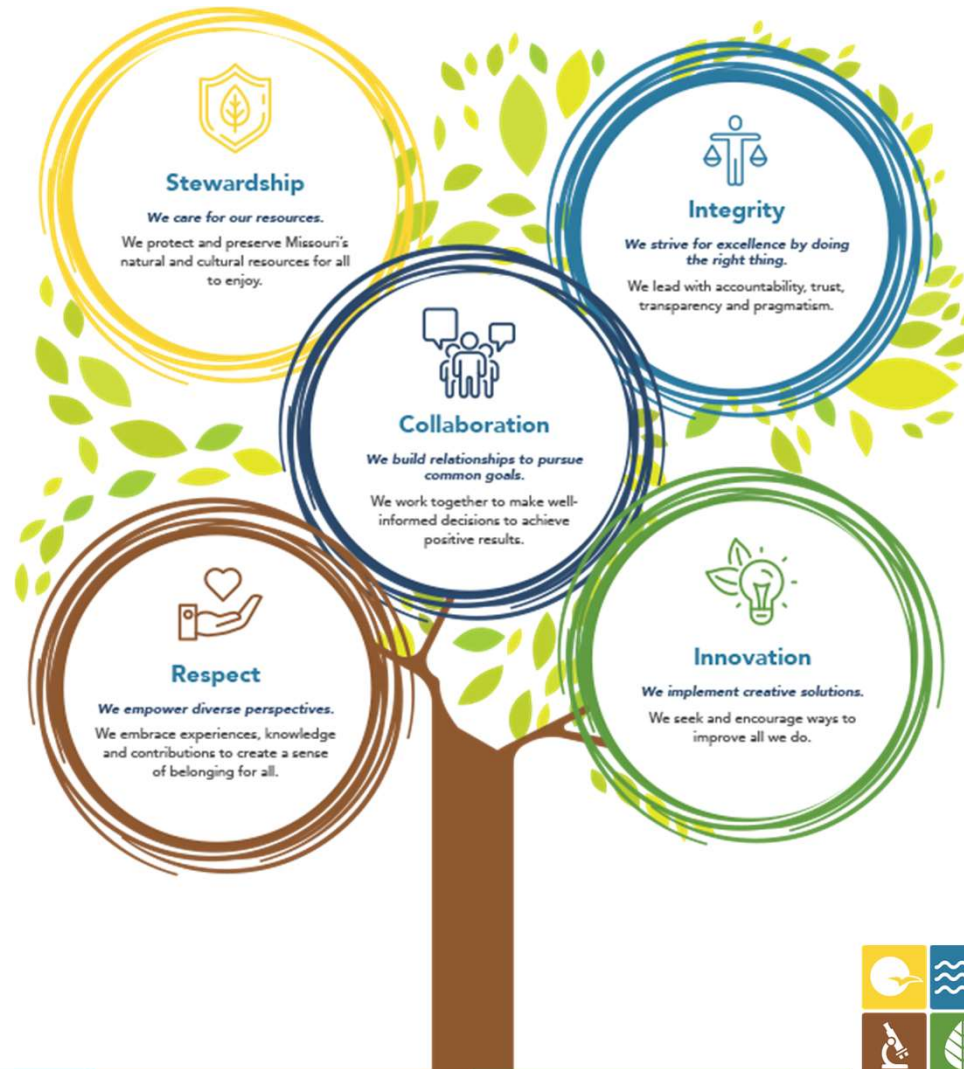 Stewardship
We care for our resources.
We protect and preserve Missouri's
natural and cultural resources for all
to enjoy.
Integrity
We strive for excellence by doing
the right thing.
We lead with accountability, trust,
transparency and pragmatism.
Collaboration
We build relationships to pursue
common goals.
We work together to make well-
informed decisions to achieve
positive results.
Respect
We empower diverse perspectives.
We embrace experiences, knowledge
and contributions to create a sense
of belonging for all.
Innovation
We implement creative solutions.
We seek and encourage ways to
improve all we do.